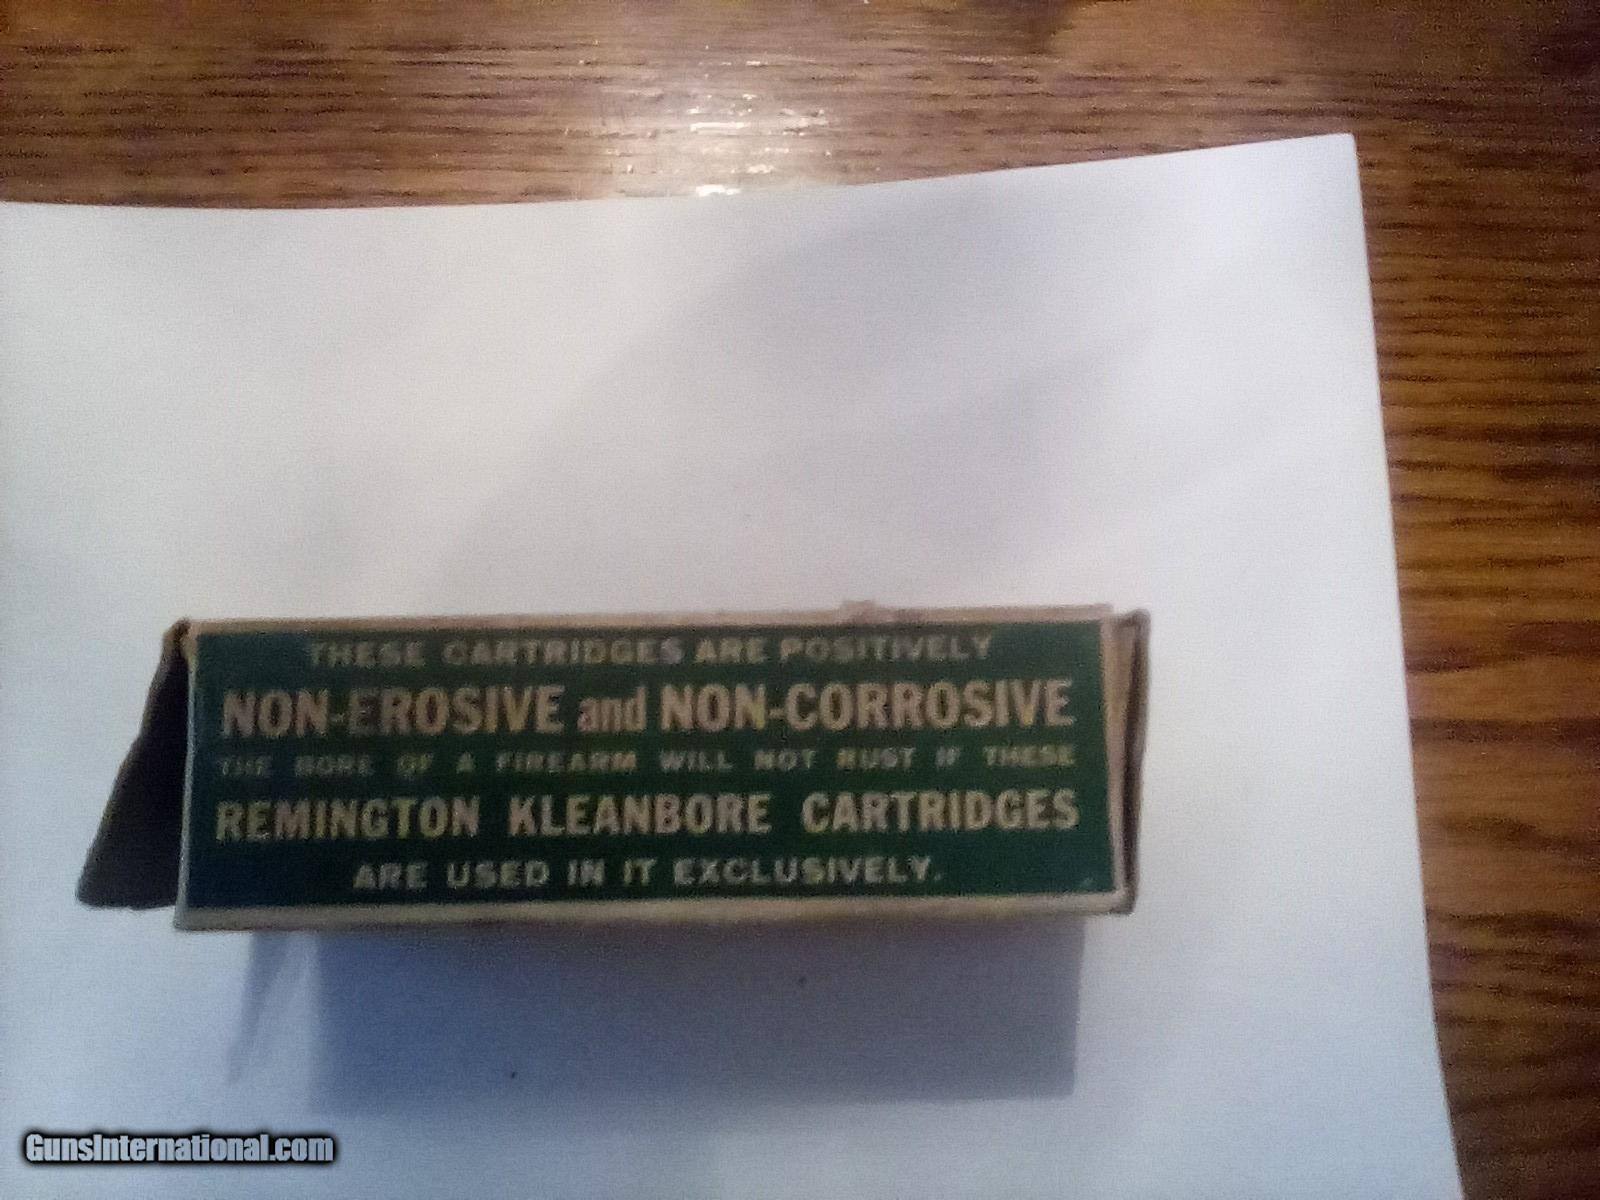 THESE CARTRIDGES ARE POSITIVELY
NON-EROSIVE and NON-CORROSIVE
THE BORE OF A FIREARM WILL NOT RUST IF THESE
REMINGTON KLEANBORE CARTRIDGES
ARE USED IN IT EXCLUSIVELY.
GunsInternational.com